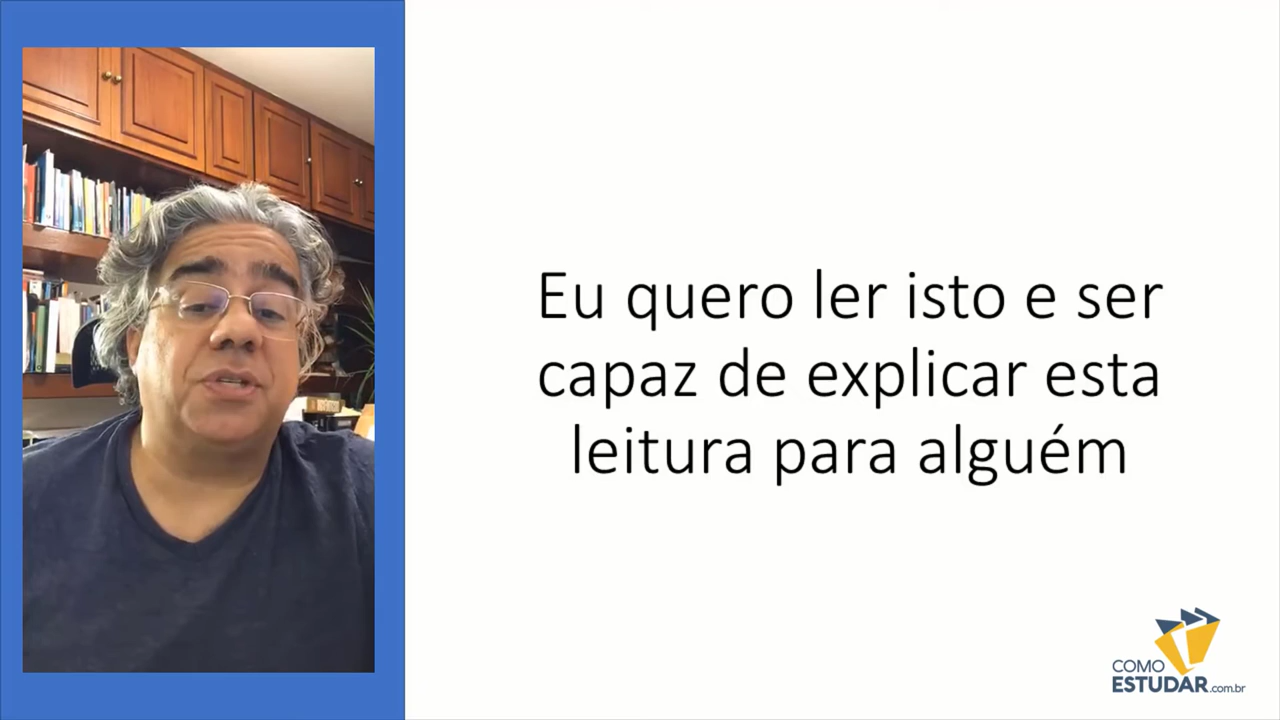 Eu quero ler isto e ser
capaz de explicar esta
leitura para alguém
COMO
ESTUDAR.com.br